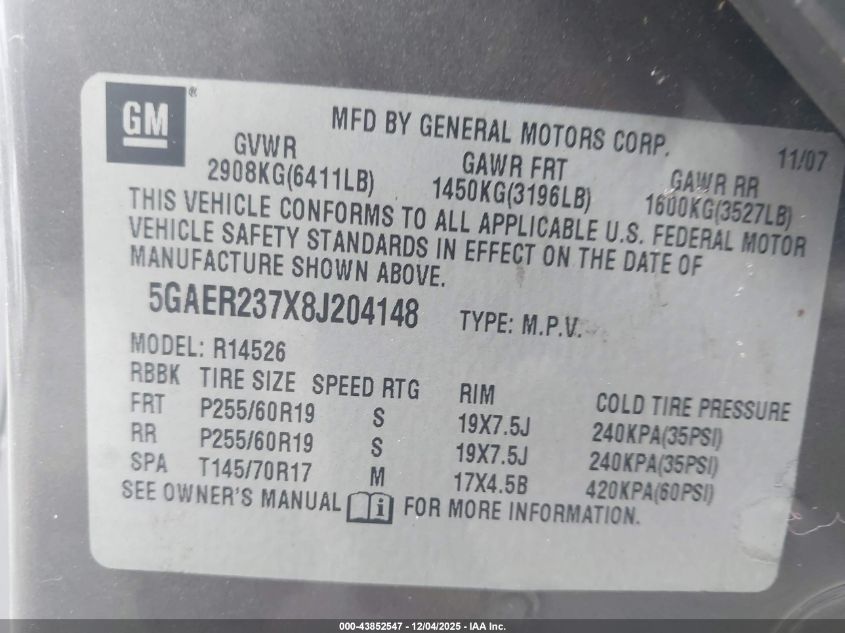 GM®
MFD BY GENERAL MOTORS CORP.
11/07
GVWR GAWR FRT GAWR RR
2908KG(6411LB) 1450KG(3196LB) 1600KG(3527LB)
THIS VEHICLE CONFORMS TO ALL APPLICABLE U.S. FEDERAL MOTOR
VEHICLE SAFETY STANDARDS IN EFFECT ON THE DATE OF
MANUFACTURE SHOWN ABOVE.
5GAER237X8J204148 TYPE: M.P.V.
MODEL: R14526
RBBK TIRE SIZE SPEED RTG RIM COLD TIRE PRESSURE
FRT P255/60R19 S 19X7.5J 240KPA(35PSI)
RR P255/60R19 S 19X7.5J 240KPA(35PSI)
SPA T145/70R17 M 17X4.5B 420KPA(60PSI)
SEE OWNER'S MANUAL FOR MORE INFORMATION.
000-43852547 - 12/04/2025 - IAA Inc.